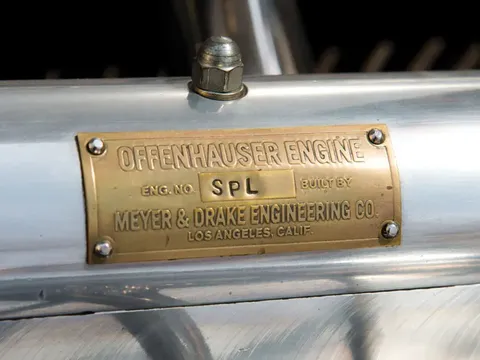 OFFENHAUSER ENGINE
ENG. NO. SPL BUILT BY
MEYER & DRAKE ENGINEERING CO.
LOS ANGELES, CALIF.